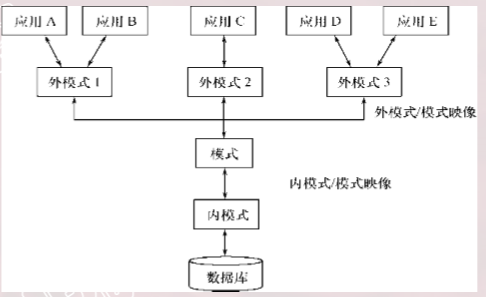 应用 A
应用 B
应用 C
应用 D
应用 E
外模式 1
外模式 2
外模式 3
外模式/模式映像
模式
内模式/模式映像
内模式
数据库